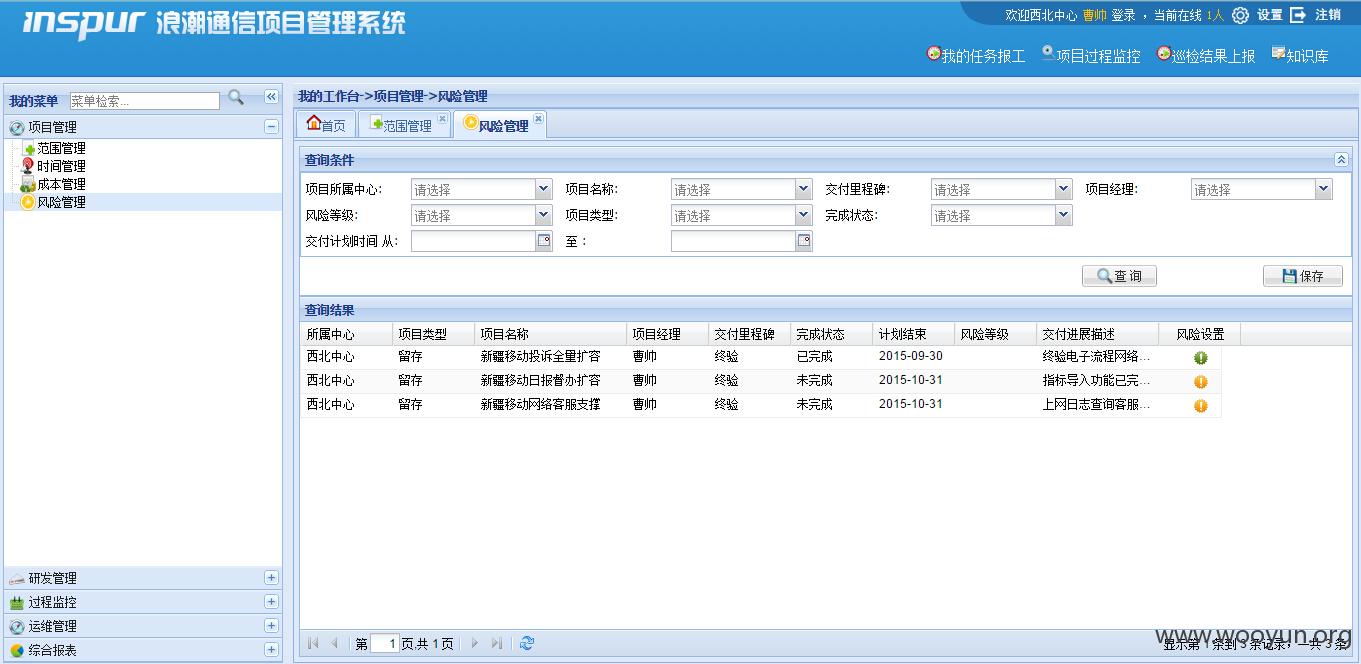 inspur 浪潮通信项目管理系统
欢迎西北中心 曹帅 登录 ，当前在线 1人 设置 注销
我的任务报工 项目过程监控 巡检结果上报 知识库
我的菜单 菜单检索...
项目管理
范围管理
时间管理
成本管理
风险管理
研发管理
过程监控
运维管理
综合报表
我的工作台->项目管理->风险管理
首页 范围管理 风险管理
查询条件
项目所属中心: 请选择 项目名称: 请选择 交付里程碑: 请选择 项目经理: 请选择
风险等级: 请选择 项目类型: 请选择 完成状态: 请选择
交付计划时间 从: 至：
查询 保存
查询结果
所属中心 项目类型 项目名称 项目经理 交付里程碑 完成状态 计划结束 风险等级 交付进展描述 风险设置
西北中心 留存 新疆移动投诉全量扩容 曹帅 终验 已完成 2015-09-30 终验电子流程网络...
西北中心 留存 新疆移动日报督办扩容 曹帅 终验 未完成 2015-10-31 指标导入功能已完...
西北中心 留存 新疆移动网络客服支撑 曹帅 终验 未完成 2015-10-31 上网日志查询客服...
第 1 页,共 1 页
显示第 1 条到 3 条记录，一共 3 条
www.wooyun.org